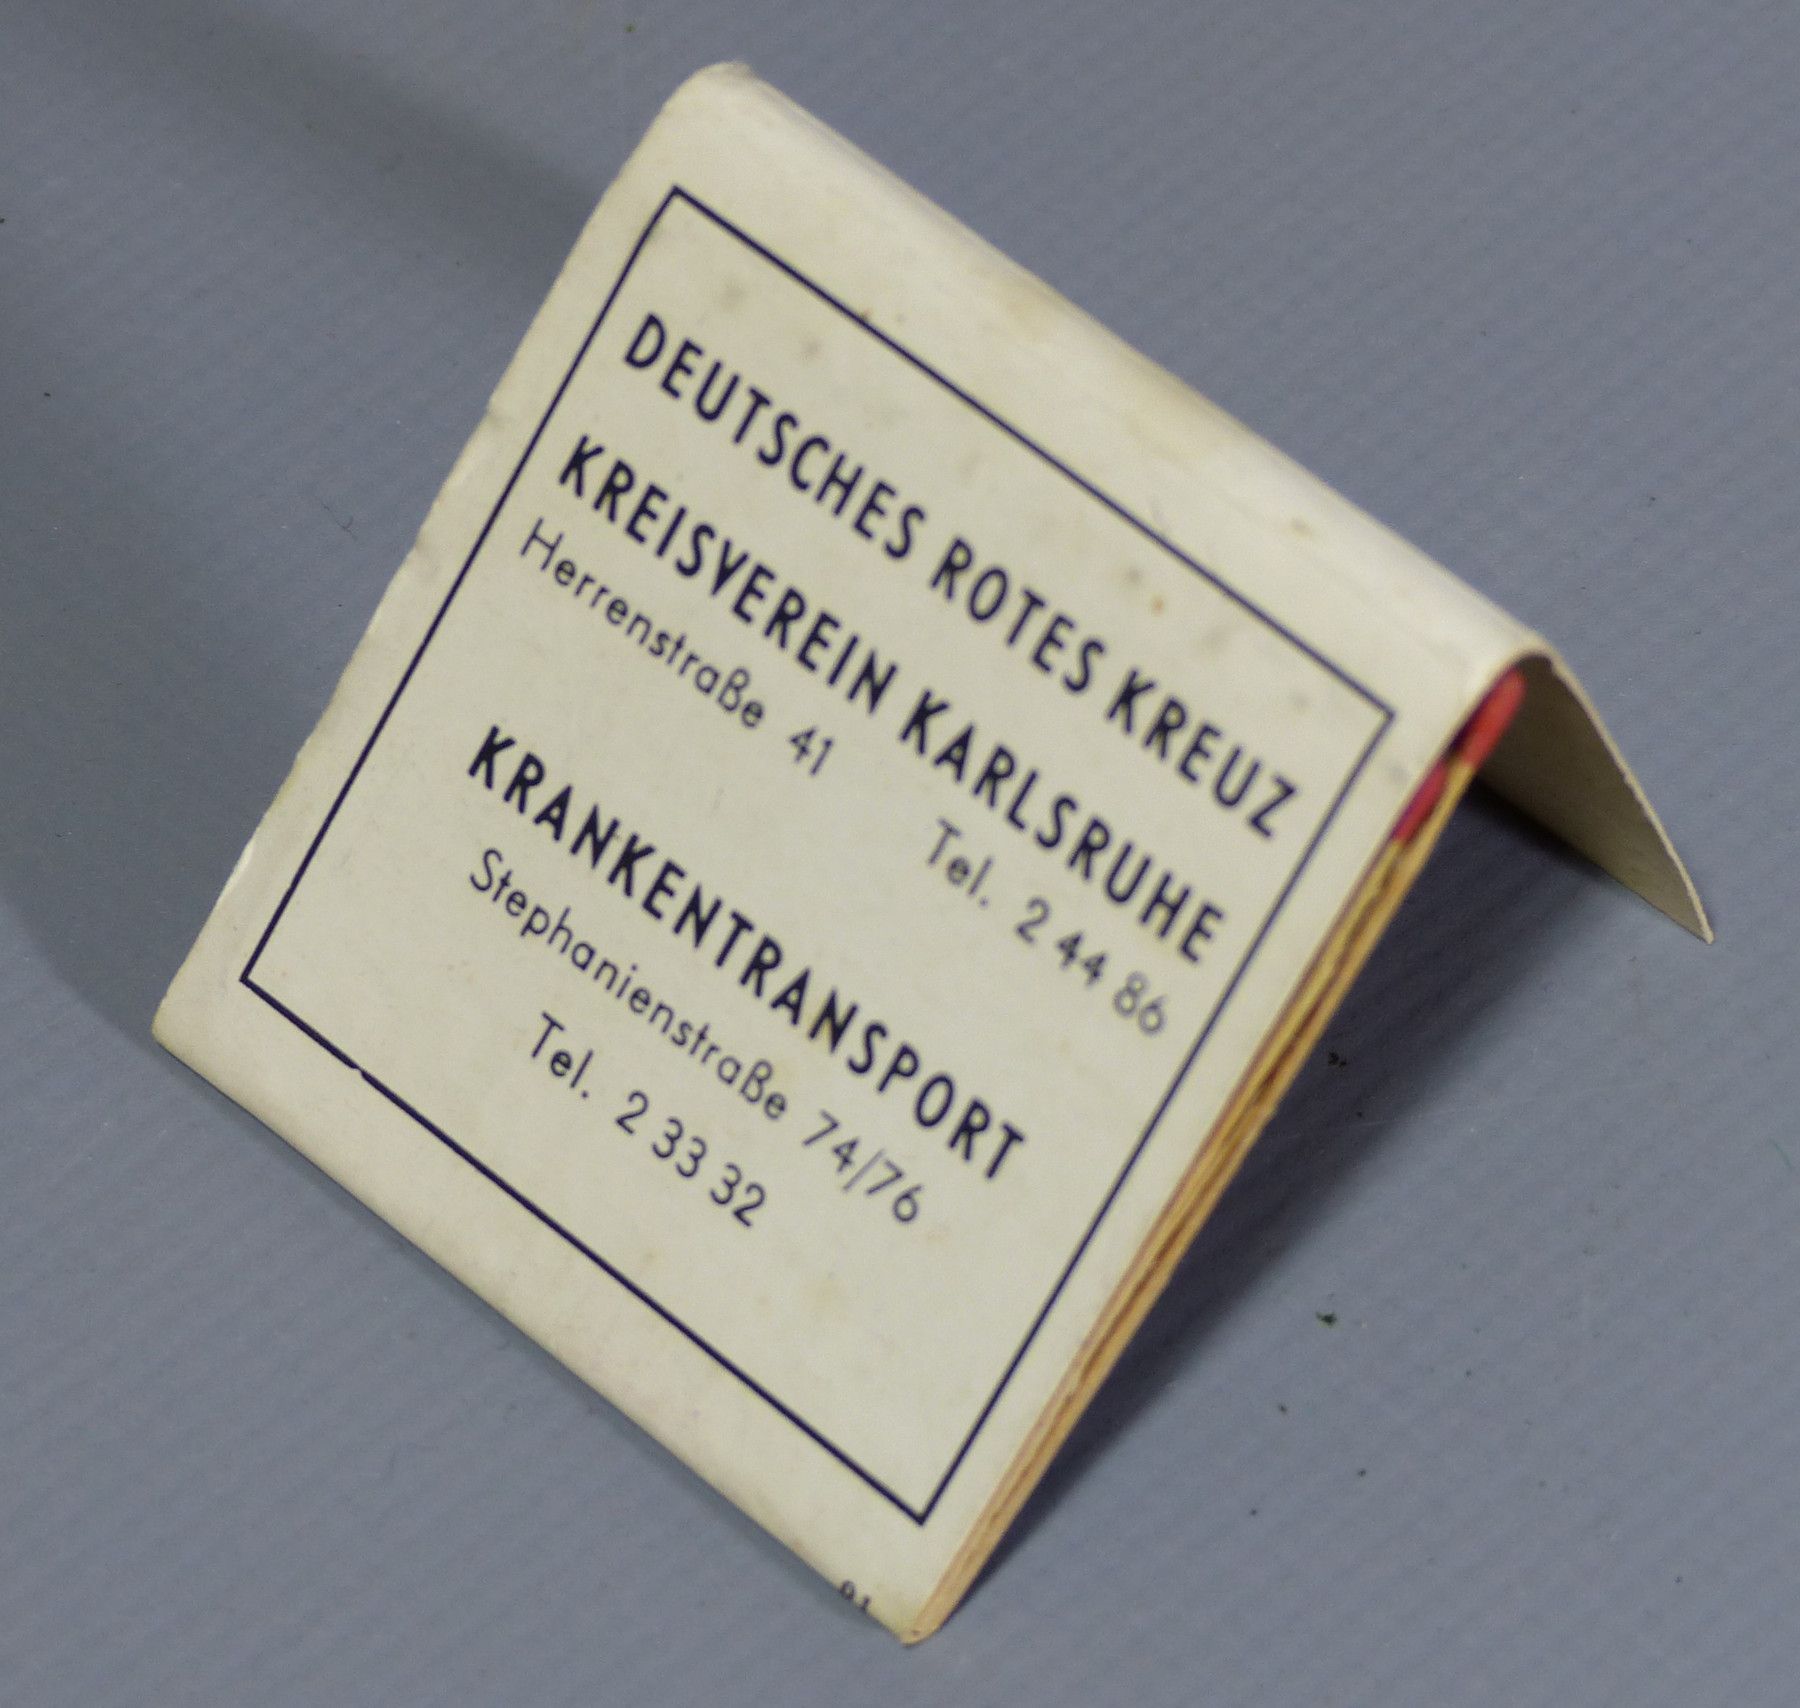 DEUTSCHES ROTES KREUZ
KREISVEREIN KARLSRUHE
Herrenstraße 41 Tel. 2 44 86
KRANKENTRANSPORT
Stephanienstraße 74/76
Tel. 2 33 32